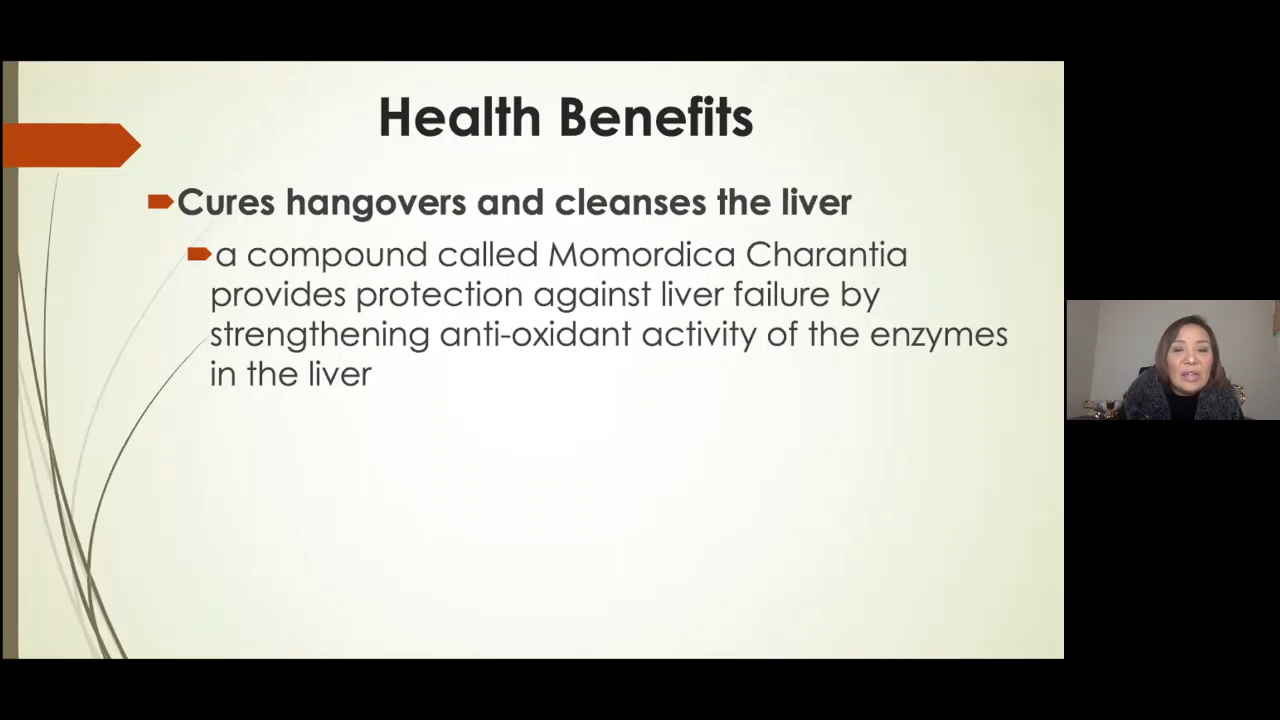 Health Benefits
Cures hangovers and cleanses the liver
a compound called Momordica Charantia
provides protection against liver failure by
strengthening anti-oxidant activity of the enzymes
in the liver